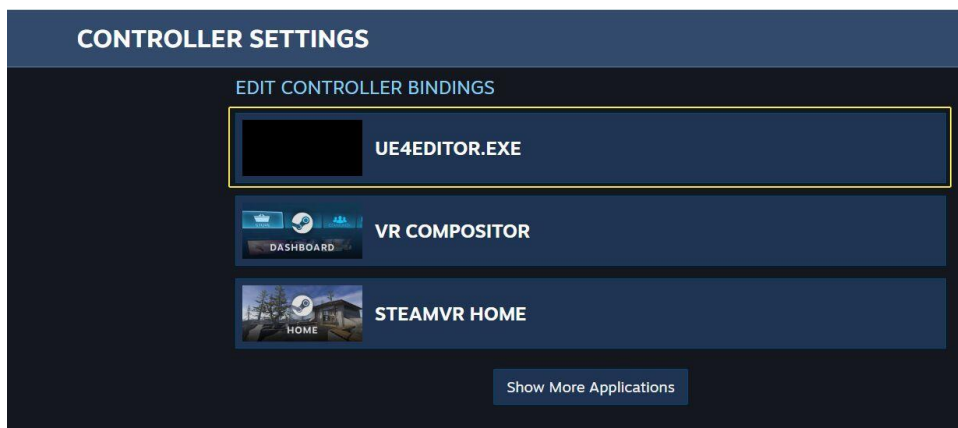 CONTROLLER SETTINGS
EDIT CONTROLLER BINDINGS
UE4EDITOR.EXE
DASHBOARD
VR COMPOSITOR
HOME
STEAMVR HOME
Show More Applications